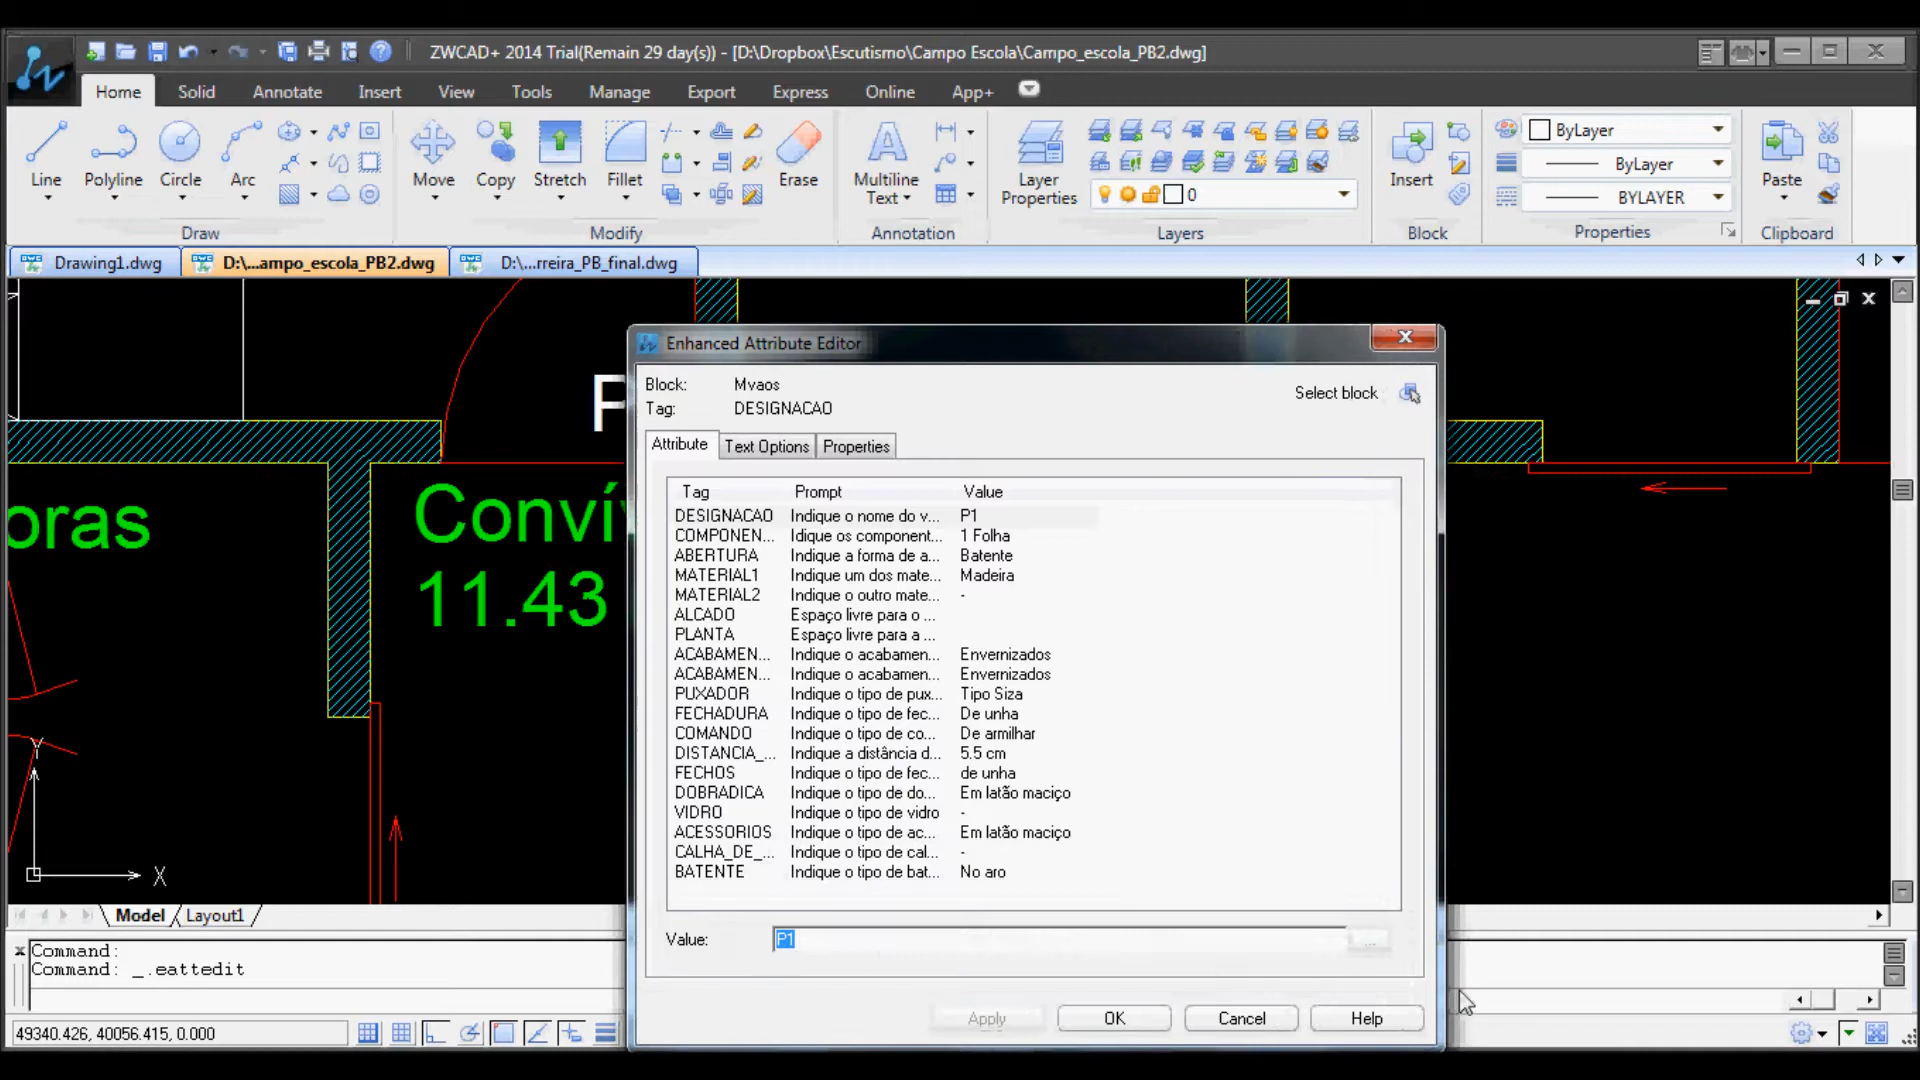 ZWCAD+ 2014 Trial(Remain 29 day(s)) - [D:\Dropbox\Escutismo\Campo Escola\Campo_escola_PB2.dwg]
Home Solid Annotate Insert View Tools Manage Export Express Online App+
Line Polyline Circle Arc
Move Copy Stretch Fillet Erase
Multiline Text
Layer Properties
0
Insert
ByLayer
ByLayer
BYLAYER
Paste
Draw Modify Annotation Layers Block Properties Clipboard
Drawing1.dwg D:\...ampo_escola_PB2.dwg D:\...rreira_PB_final.dwg
oras
Conví
11.43
P
Y
X
Enhanced Attribute Editor
Block: Mvaos
Tag: DESIGNACAO
Select block
Attribute Text Options Properties
Tag Prompt Value
DESIGNACAO Indique o nome do v... P1
COMPONEN... Idique os component... 1 Folha
ABERTURA Indique a forma de a... Batente
MATERIAL1 Indique um dos mate... Madeira
MATERIAL2 Indique o outro mate... -
ALCADO Espaço livre para o ...
PLANTA Espaço livre para a ...
ACABAMEN... Indique o acabamen... Envernizados
ACABAMEN... Indique o acabamen... Envernizados
PUXADOR Indique o tipo de pux... Tipo Siza
FECHADURA Indique o tipo de fec... De unha
COMANDO Indique o tipo de co... De armilhar
DISTANCIA_... Indique a distância d... 5.5 cm
FECHOS Indique o tipo de fec... de unha
DOBRADICA Indique o tipo de do... Em latão maciço
VIDRO Indique o tipo de vidro -
ACESSORIOS Indique o tipo de ac... Em latão maciço
CALHA_DE_... Indique o tipo de cal... -
BATENTE Indique o tipo de bat... No aro
Value: P1
...
Apply OK Cancel Help
Model Layout1
Command:
Command: _.eattedit
49340.426, 40056.415, 0.000